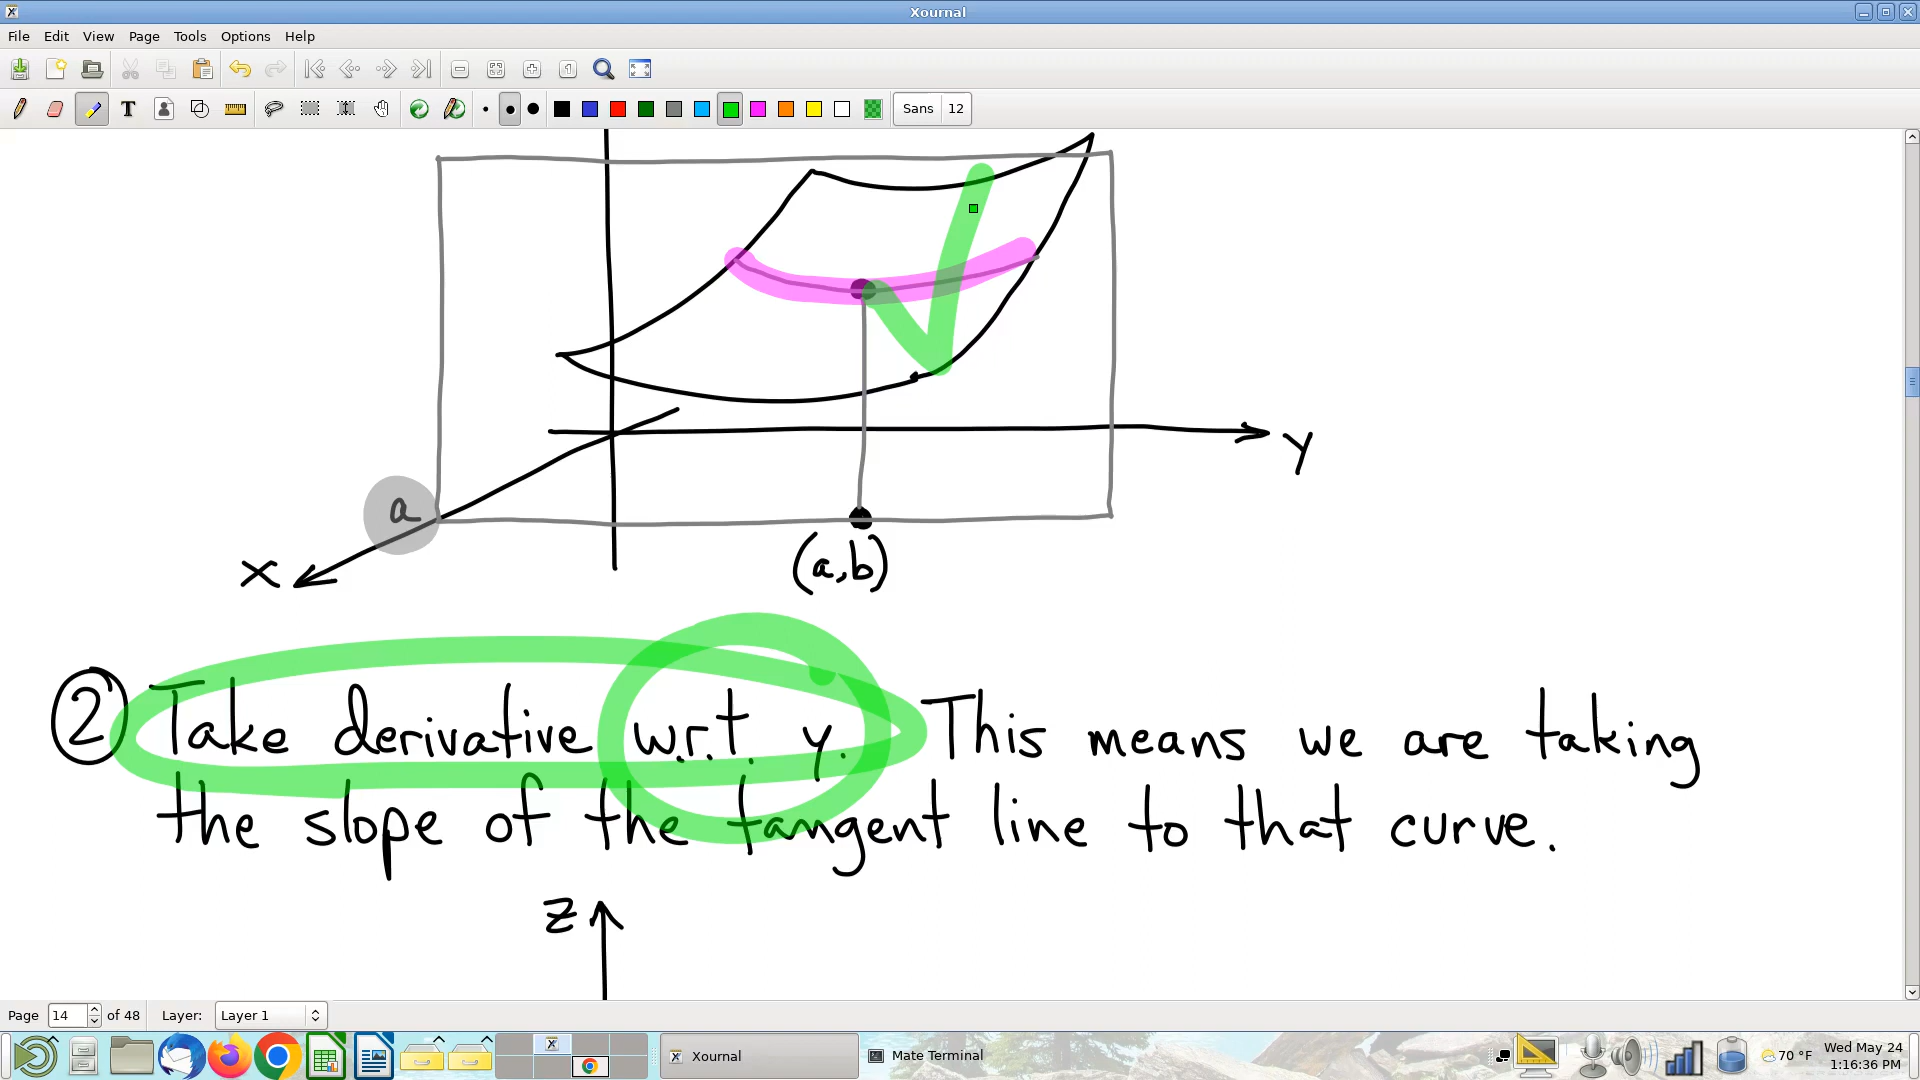 Xournal
File Edit View Page Tools Options Help
Sans 12
y
a
x
(a,b)
② Take derivative w.r.t. y. This means we are taking
the slope of the tangent line to that curve.
z
Page 14 of 48 Layer: Layer 1
Xournal
Mate Terminal
70 °F
Wed May 24
1:16:36 PM